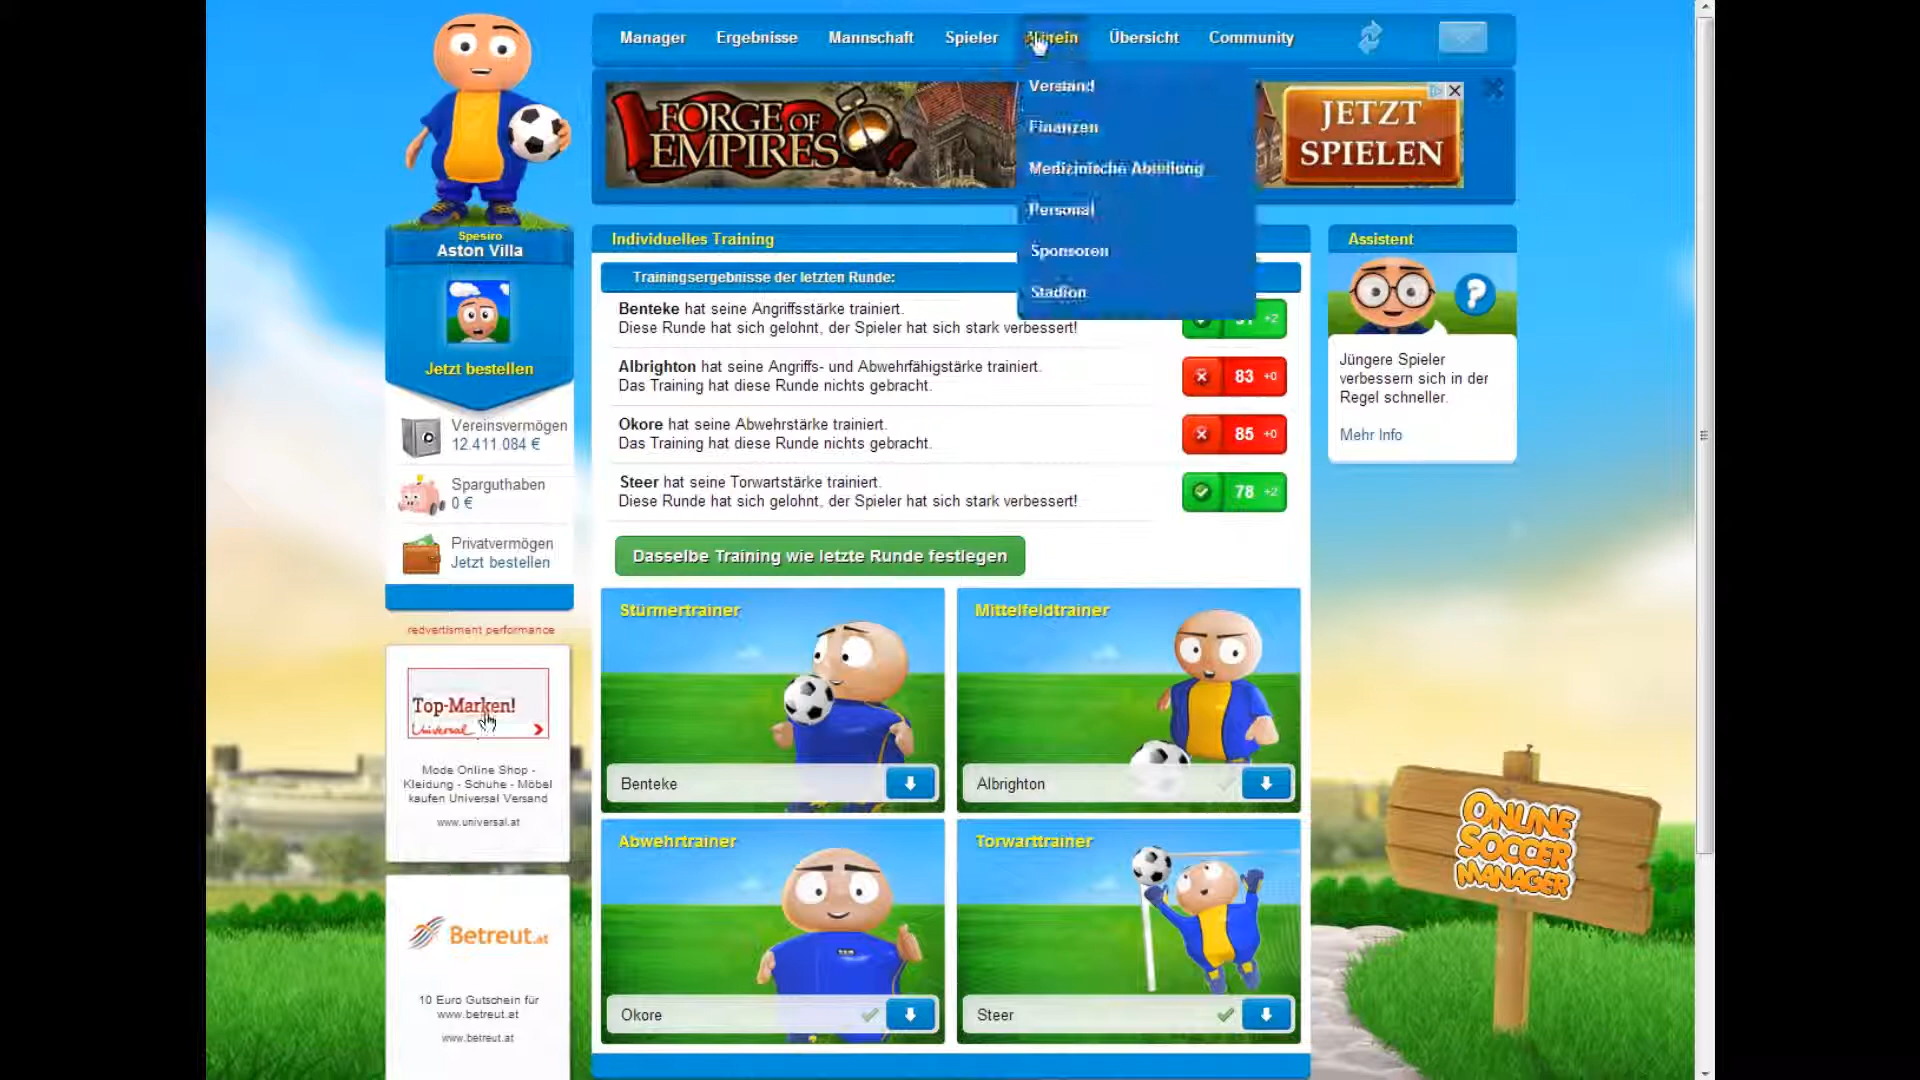 Manager Ergebnisse Mannschaft Spieler Verein Übersicht Community
Vorstand
Finanzen
Medizinische Abteilung
Personal
Sponsoren
Stadion
FORGE OF
EMPIRES
JETZT
SPIELEN
Spesiro
Aston Villa
Jetzt bestellen
Vereinsvermögen
12.411.084 €
Sparguthaben
0 €
Privatvermögen
Jetzt bestellen
redvertisment performance
Top-Marken!
Universal
Mode Online Shop -
Kleidung - Schuhe - Möbel
kaufen Universal Versand
www.universal.at
Betreut.at
10 Euro Gutschein für
www.betreut.at
www.betreut.at
Individuelles Training
Trainingsergebnisse der letzten Runde:
Benteke hat seine Angriffsstärke trainiert.
Diese Runde hat sich gelohnt, der Spieler hat sich stark verbessert!
+2
Albrighton hat seine Angriffs- und Abwehrfähigstärke trainiert.
Das Training hat diese Runde nichts gebracht.
83 +0
Okore hat seine Abwehrstärke trainiert.
Das Training hat diese Runde nichts gebracht.
85 +0
Steer hat seine Torwartstärke trainiert.
Diese Runde hat sich gelohnt, der Spieler hat sich stark verbessert!
78 +2
Dasselbe Training wie letzte Runde festlegen
Stürmertrainer
Benteke
Mittelfeldtrainer
Albrighton
Abwehrtrainer
Okore
Torwarttrainer
Steer
Assistent
?
Jüngere Spieler
verbessern sich in der
Regel schneller.
Mehr Info
ONLINE
SOCCER
MANAGER